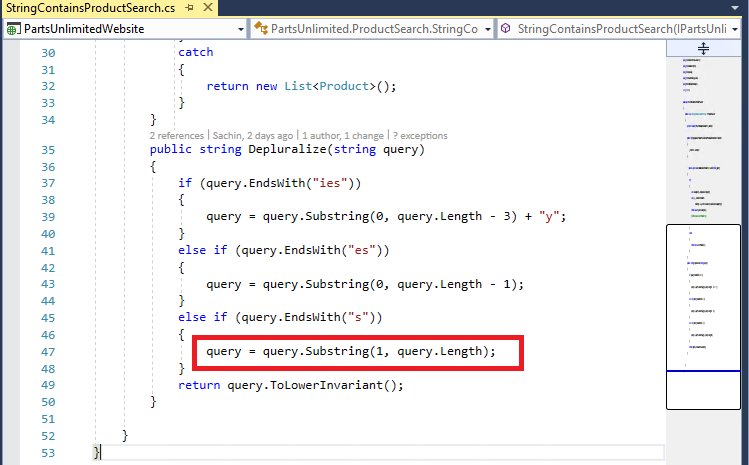 StringContainsProductSearch.cs
PartsUnlimitedWebsite PartsUnlimited.ProductSearch.StringCo StringContainsProductSearch(IPartsUnli
30 }
31 catch
{
32 return new List<Product>();
33 }
34 }
2 references | Sachin, 2 days ago | 1 author, 1 change | ? exceptions
35 public string Depluralize(string query)
36 {
37 if (query.EndsWith("ies"))
38 {
39 query = query.Substring(0, query.Length - 3) + "y";
40 }
41 else if (query.EndsWith("es"))
42 {
43 query = query.Substring(0, query.Length - 1);
44 }
45 else if (query.EndsWith("s"))
46 {
47 query = query.Substring(1, query.Length);
48 }
49 return query.ToLowerInvariant();
50 }
51
52 }
53 }